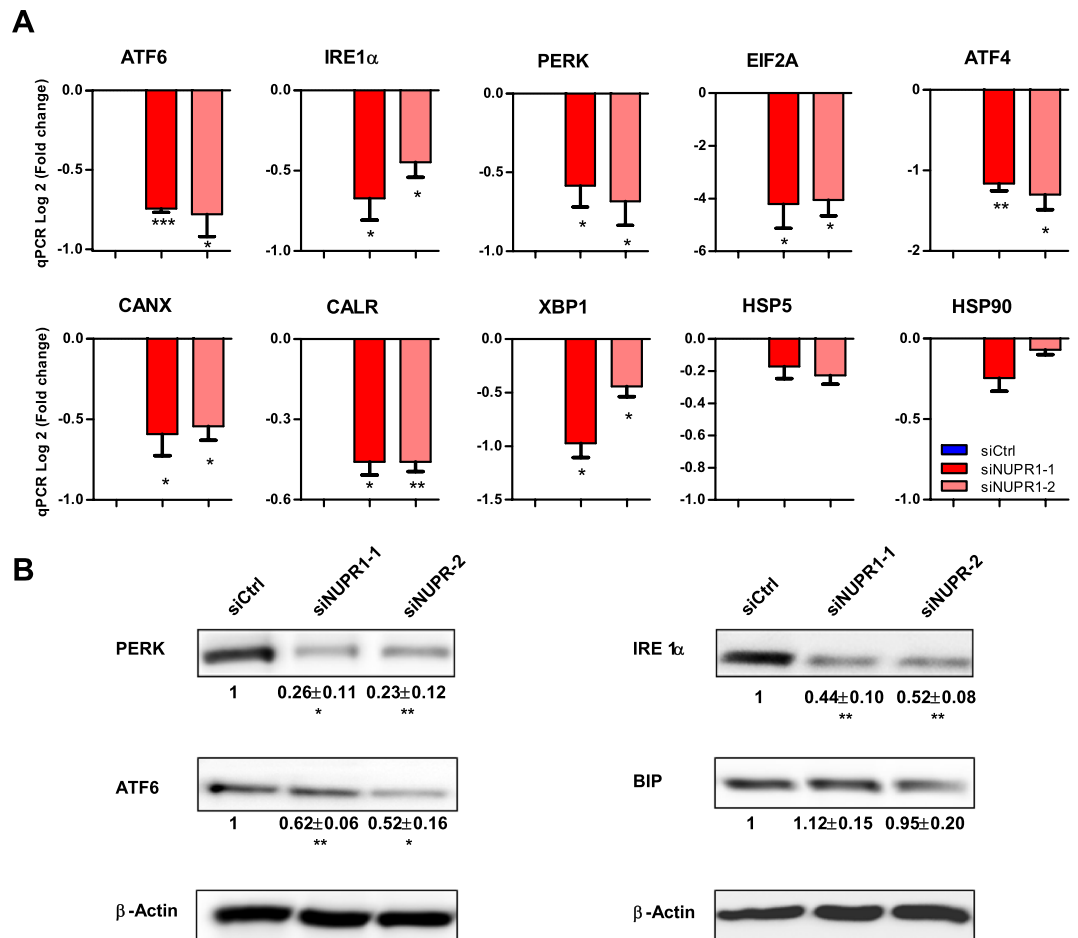 A
ATF6 IRE1α PERK EIF2A ATF4
qPCR Log 2 (Fold change)
0.0 -0.5 -1.0 *** *
0.0 -0.5 -1.0 * *
0.0 -0.5 -1.0 * *
0 -2 -4 -6 * *
0 -1 -2 ** *
CANX CALR XBP1 HSP5 HSP90
qPCR Log 2 (Fold change)
0.0 -0.5 -1.0 * *
0.0 -0.3 -0.6 * **
0.0 -0.5 -1.0 -1.5 * *
0.0 -0.2 -0.4 -0.6 -0.8 -1.0
0.0 -0.5 -1.0
siCtrl
siNUPR1-1
siNUPR1-2
B
siCtrl siNUPR1-1 siNUPR-2
PERK
1 0.26±0.11 0.23±0.12
* **
ATF6
1 0.62±0.06 0.52±0.16
** *
β-Actin
siCtrl siNUPR1-1 siNUPR-2
IRE 1α
1 0.44±0.10 0.52±0.08
** **
BIP
1 1.12±0.15 0.95±0.20
β-Actin